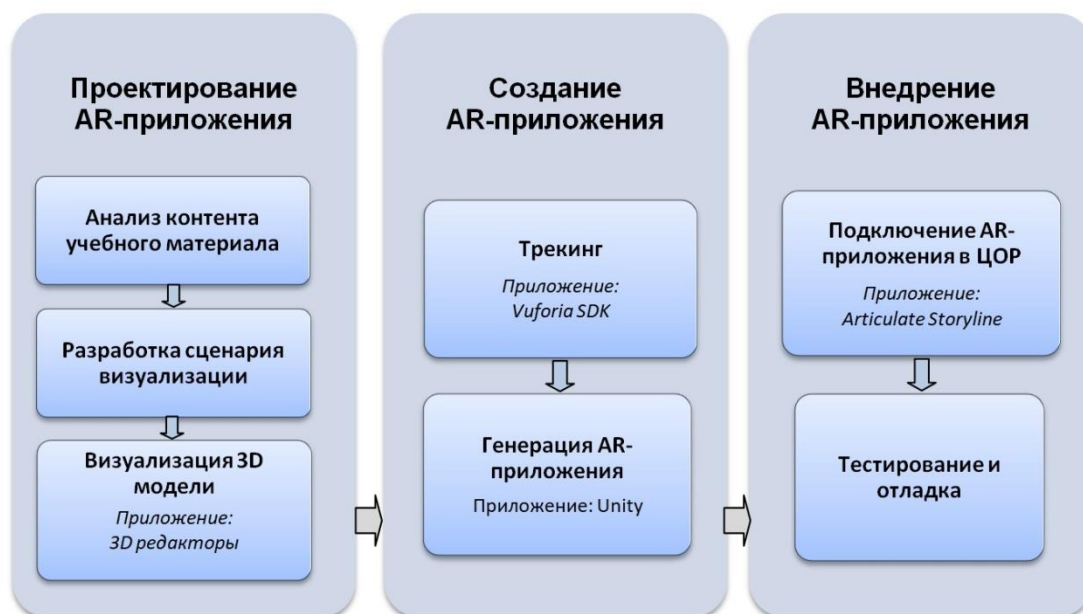 Проектирование
AR-приложения
Анализ контента
учебного материала
Разработка сценария
визуализации
Визуализация 3D
модели
Приложение:
3D редакторы
Создание
AR-приложения
Трекинг
Приложение:
Vuforia SDK
Генерация AR-
приложения
Приложение: Unity
Внедрение
AR-приложения
Подключение AR-
приложения в ЦОР
Приложение:
Articulate Storyline
Тестирование и
отладка